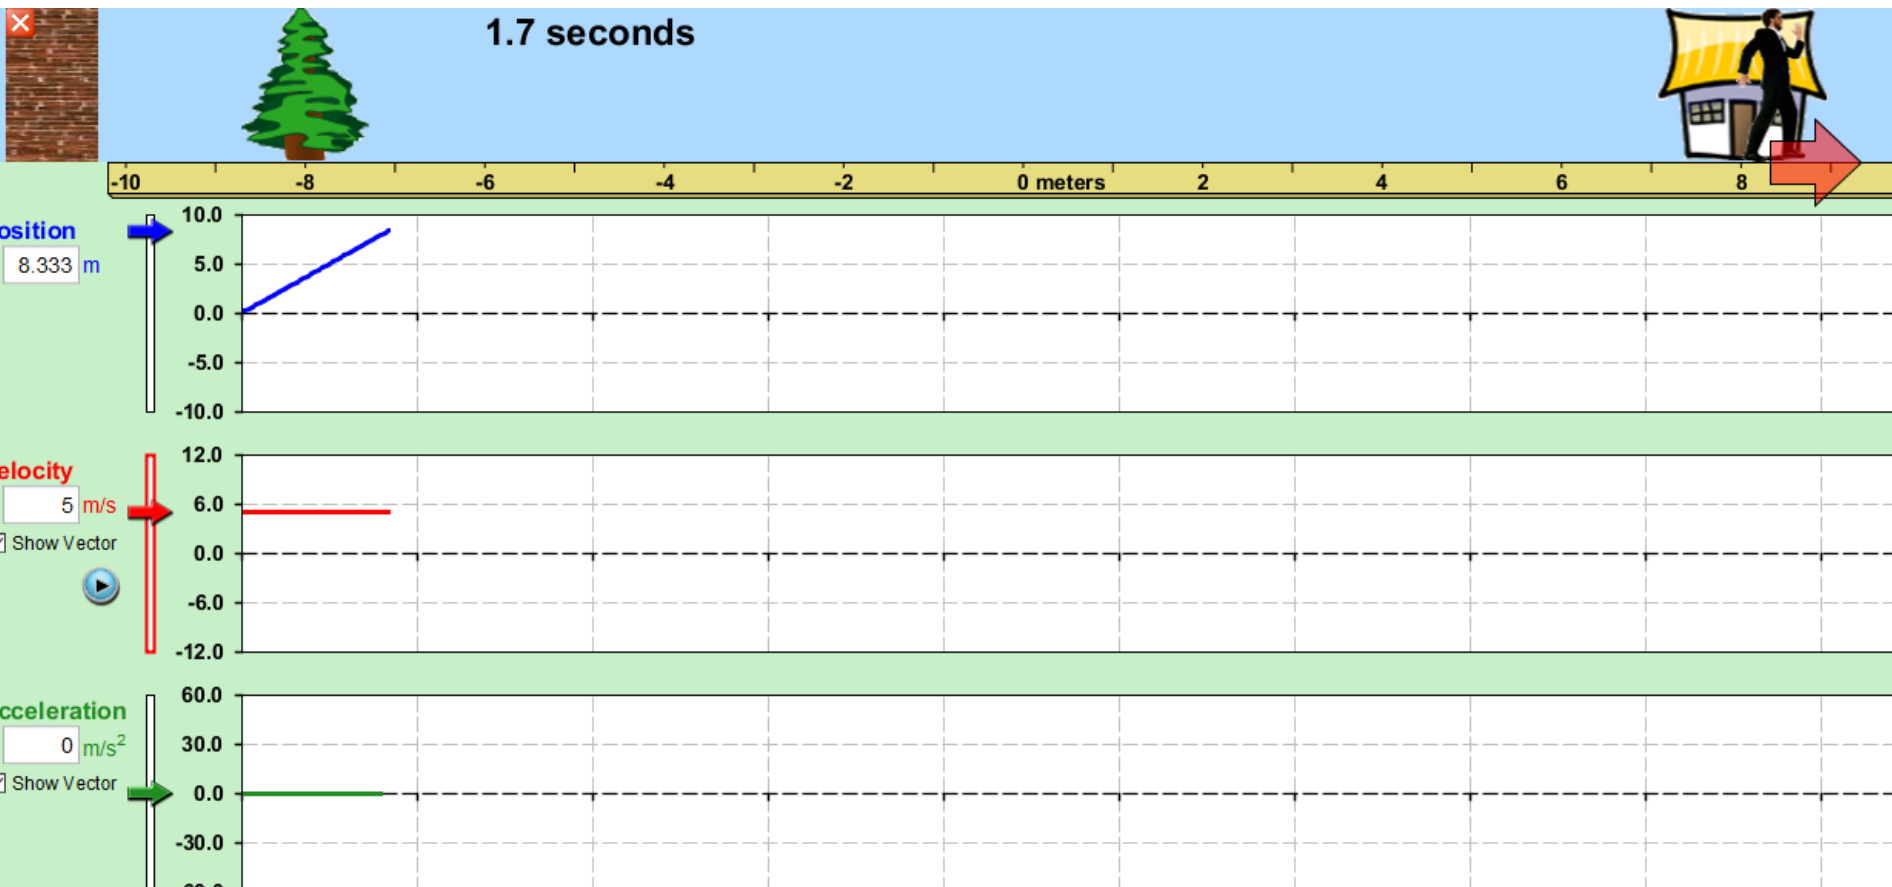 1.7 seconds
-10 -8 -6 -4 -2 0 meters 2 4 6 8
osition
8.333 m
10.0
5.0
0.0
-5.0
-10.0
elocity
5 m/s
Show Vector
12.0
6.0
0.0
-6.0
-12.0
cceleration
0 m/s²
Show Vector
60.0
30.0
0.0
-30.0